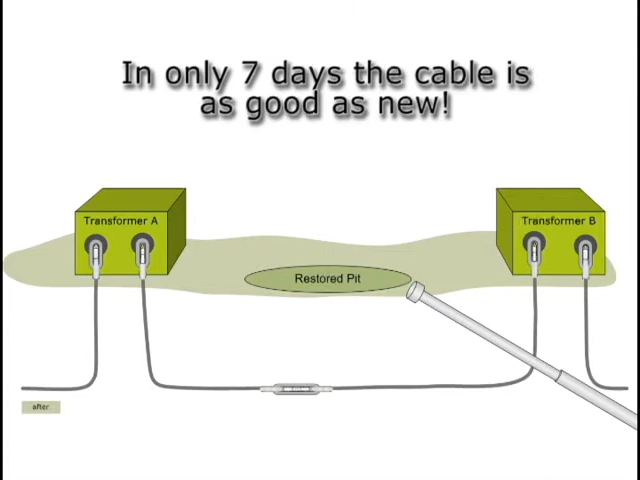 In only 7 days the cable is
as good as new!
Transformer A
Transformer B
Restored Pit
after